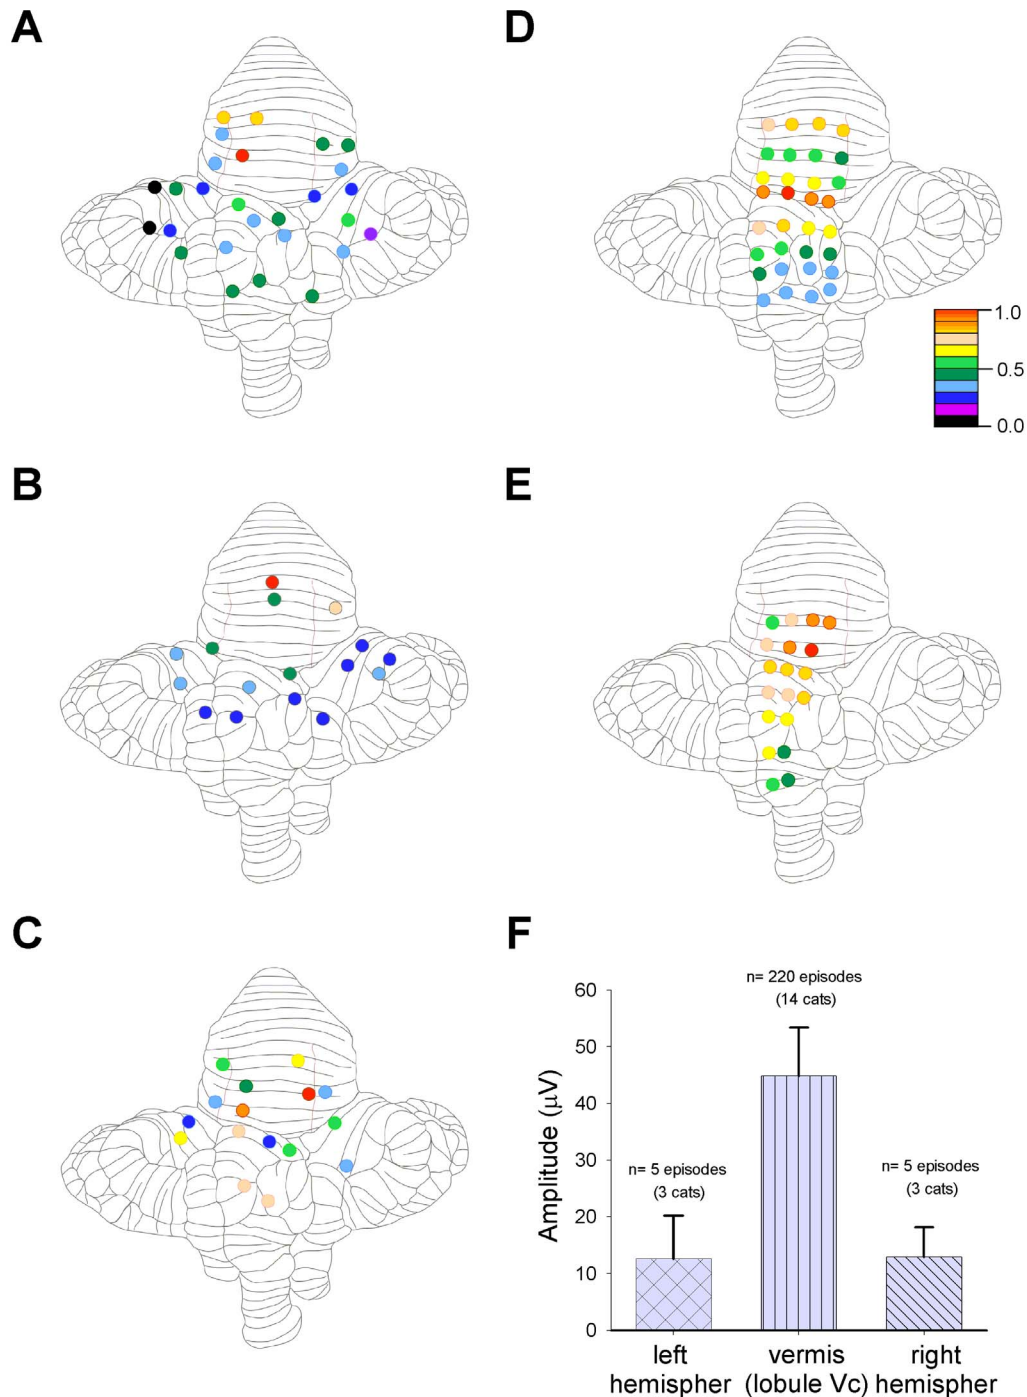 A
D
1.0
0.5
0.0
B
E
C
F
n= 220 episodes
(14 cats)
60
50
40
30
20
10
0
Amplitude (μV)
n= 5 episodes
(3 cats)
n= 5 episodes
(3 cats)
left
hemispher
vermis
(lobule Vc)
right
hemispher